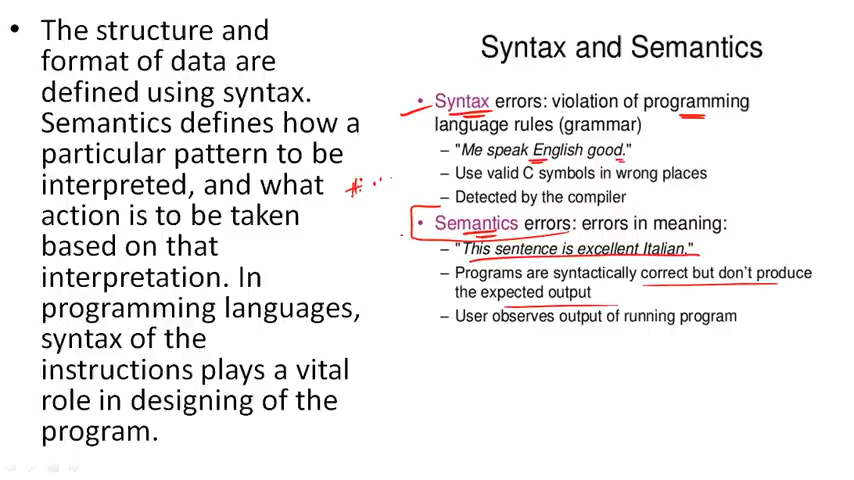 • The structure and
format of data are
defined using syntax.
Semantics defines how a
particular pattern to be
interpreted, and what
action is to be taken
based on that
interpretation. In
programming languages,
syntax of the
instructions plays a vital
role in designing of the
program.
Syntax and Semantics
• Syntax errors: violation of programming
language rules (grammar)
– "Me speak English good."
– Use valid C symbols in wrong places
– Detected by the compiler
• Semantics errors: errors in meaning:
– "This sentence is excellent Italian."
– Programs are syntactically correct but don't produce
the expected output
– User observes output of running program